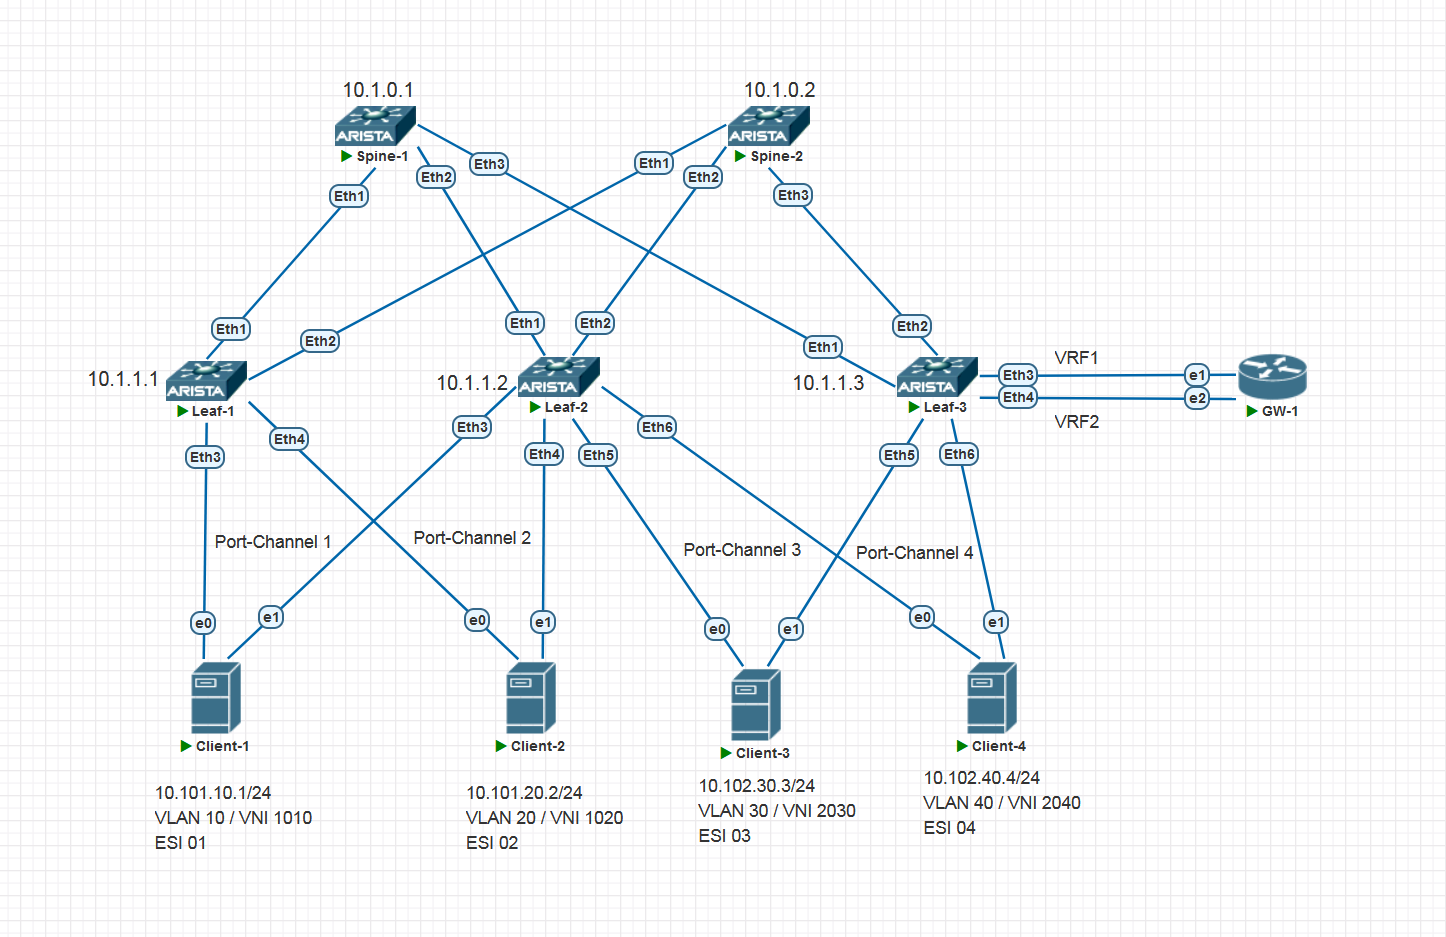 10.1.0.1
10.1.0.2
ARISTA
ARISTA
Spine-1
Spine-2
Eth3
Eth1
Eth2
Eth2
Eth1
Eth3
Eth1
Eth2
Eth1
Eth2
Eth1
Eth2
10.1.1.1
ARISTA
Leaf-1
10.1.1.2
ARISTA
Leaf-2
10.1.1.3
ARISTA
Leaf-3
VRF1
Eth3
e1
Eth4
e2
VRF2
GW-1
Eth3
Eth4
Eth3
Eth4
Eth5
Eth6
Eth5
Eth6
Port-Channel 1
Port-Channel 2
Port-Channel 3
Port-Channel 4
e0
e1
e0
e1
e0
e1
e0
e1
Client-1
Client-2
Client-3
Client-4
10.101.10.1/24
VLAN 10 / VNI 1010
ESI 01
10.101.20.2/24
VLAN 20 / VNI 1020
ESI 02
10.102.30.3/24
VLAN 30 / VNI 2030
ESI 03
10.102.40.4/24
VLAN 40 / VNI 2040
ESI 04